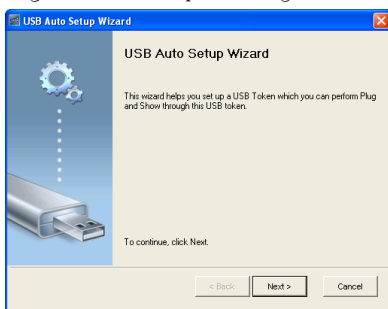 USB Auto Setup Wizard
USB Auto Setup Wizard
This wizard helps you set up a USB Token which you can perform Plug
and Show through this USB token.
To continue, click Next.
< Back
Next >
Cancel